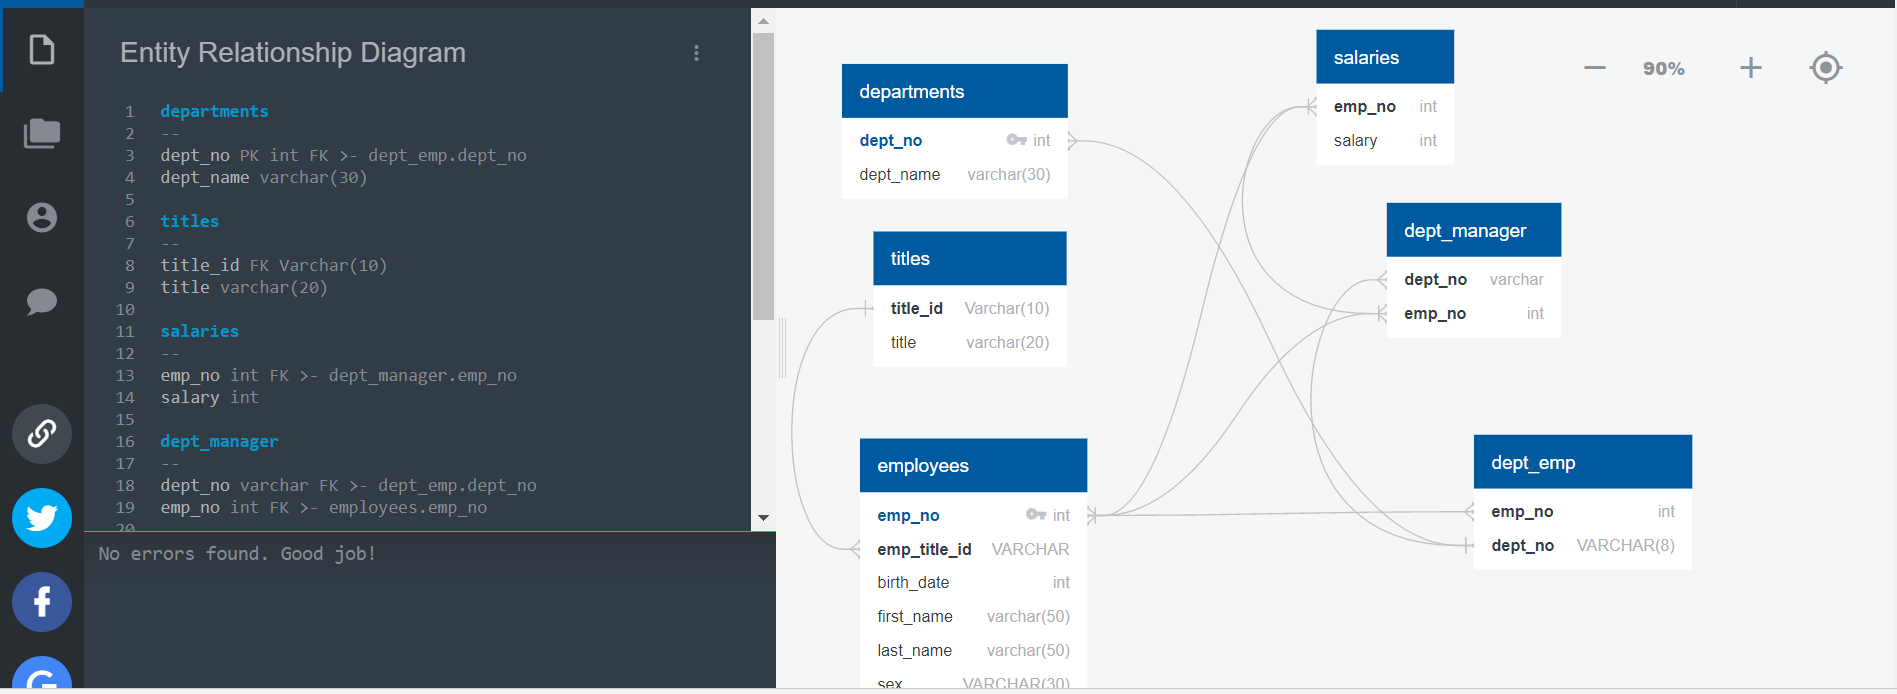 Entity Relationship Diagram
1 departments
2 --
3 dept_no PK int FK >- dept_emp.dept_no
4 dept_name varchar(30)
5
6 titles
7 --
8 title_id FK Varchar(10)
9 title varchar(20)
10
11 salaries
12 --
13 emp_no int FK >- dept_manager.emp_no
14 salary int
15
16 dept_manager
17 --
18 dept_no varchar FK >- dept_emp.dept_no
19 emp_no int FK >- employees.emp_no
20
No errors found. Good job!
departments
dept_no int
dept_name varchar(30)
titles
title_id Varchar(10)
title varchar(20)
employees
emp_no int
emp_title_id VARCHAR
birth_date int
first_name varchar(50)
last_name varchar(50)
sex VARCHAR(30)
salaries
emp_no int
salary int
90%
dept_manager
dept_no varchar
emp_no int
dept_emp
emp_no int
dept_no VARCHAR(8)